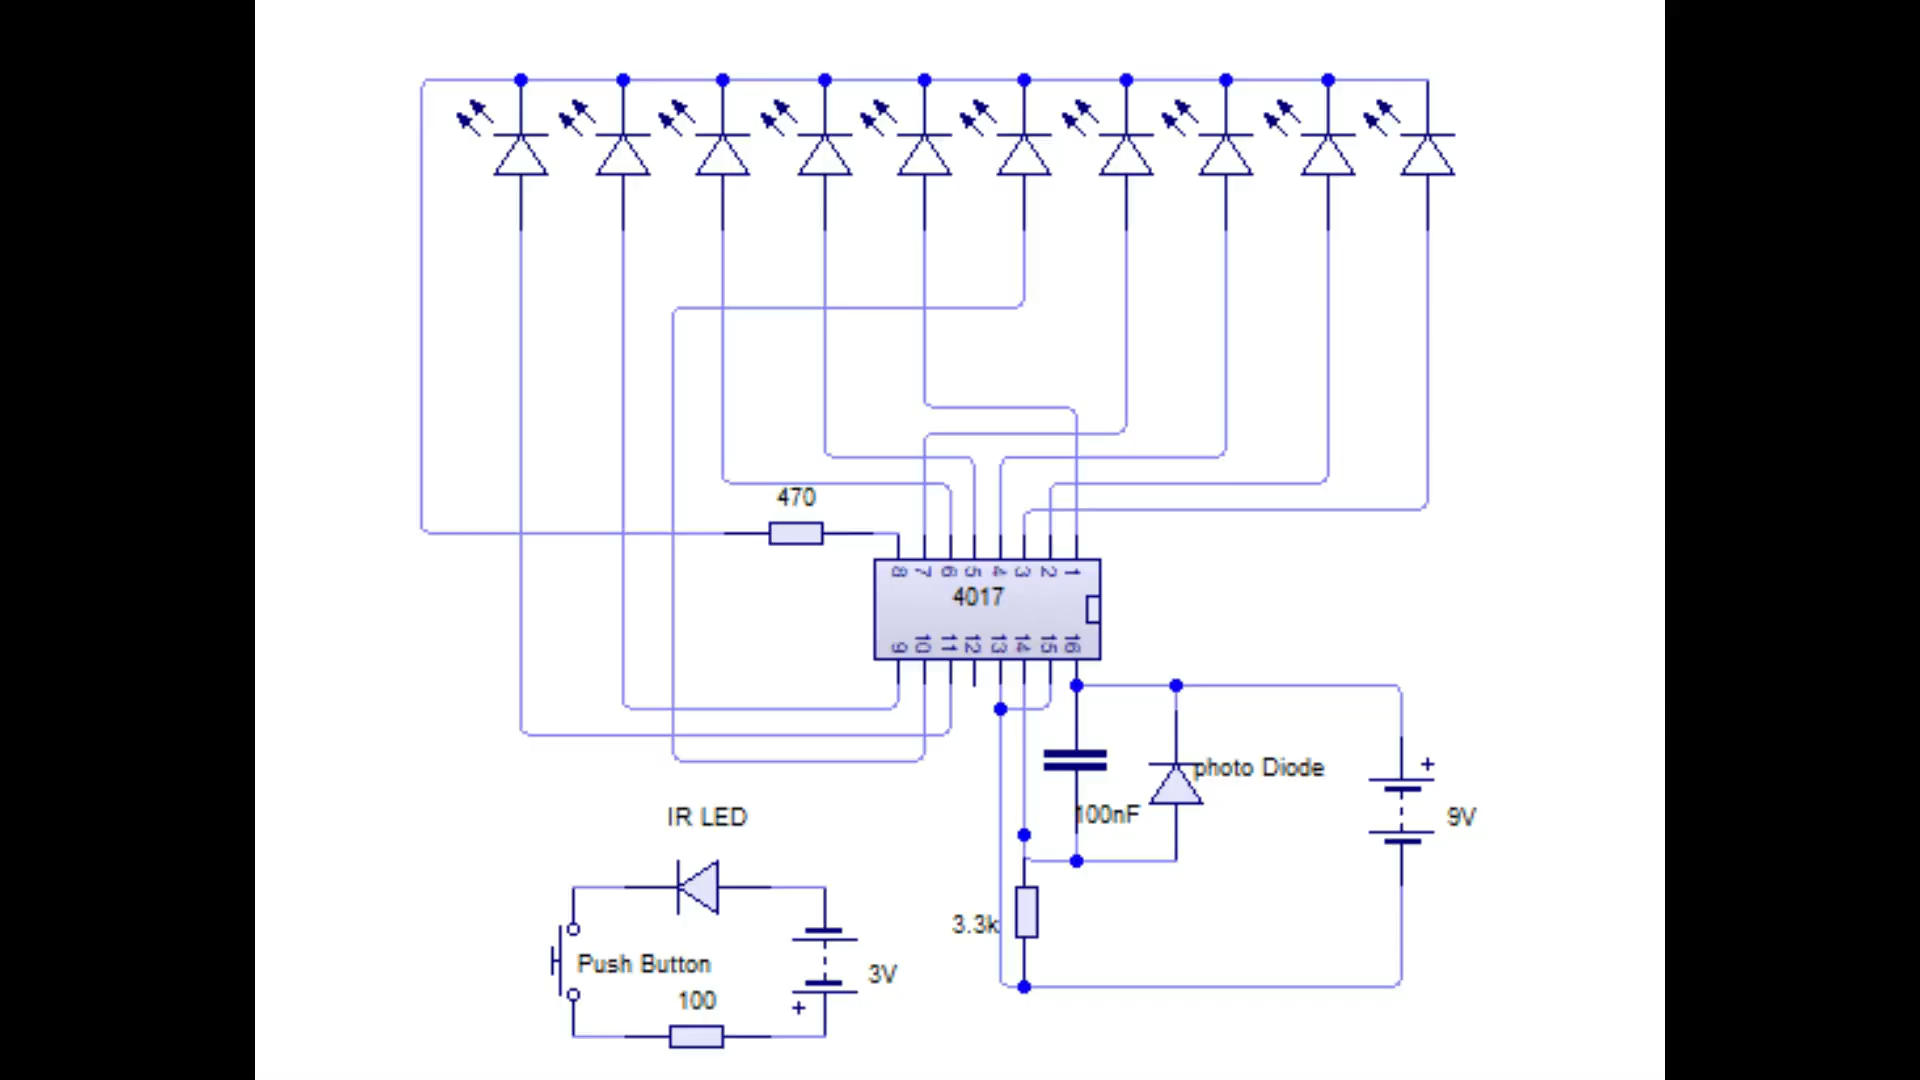 470
8 7 6 5 4 3 2 1
4017
9 10 11 12 13 14 15 16
photo Diode
+
100nF
9V
IR LED
3.3k
Push Button
3V
100
+